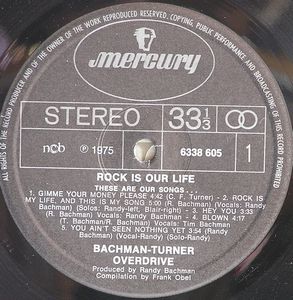 ALL RIGHTS OF THE RECORD PRODUCER AND OF THE OWNER OF THE WORK REPRODUCED RESERVED. COPYING, PUBLIC PERFORMANCE AND BROADCASTING OF THIS RECORD PROHIBITED
mercury
STEREO 33 1/3
ncb ℗ 1975 6338 605 1
ROCK IS OUR LIFE
THESE ARE OUR SONGS...
1. GIMME YOUR MONEY PLEASE 4:42 (C. F. Turner) - 2. ROCK IS
MY LIFE, AND THIS IS MY SONG 5:00 (R. Bachman) (Vocals: Randy
Bachman) (Solos: Randy-left, Blair-right) - 3. HEY YOU 3:33
(R. Bachman) (Vocals: Randy Bachman) - 4. BLOWN 4:17
(T. Bachman, R. Bachman) (Vocals: Randy Bachman)
5. YOU AIN'T SEEN NOTHING YET 3:54 (Randy
Bachman) (Vocal-Solo: Randy Bachman)
BACHMAN-TURNER
OVERDRIVE
Produced by Randy Bachman
Compilation by Frank Obel